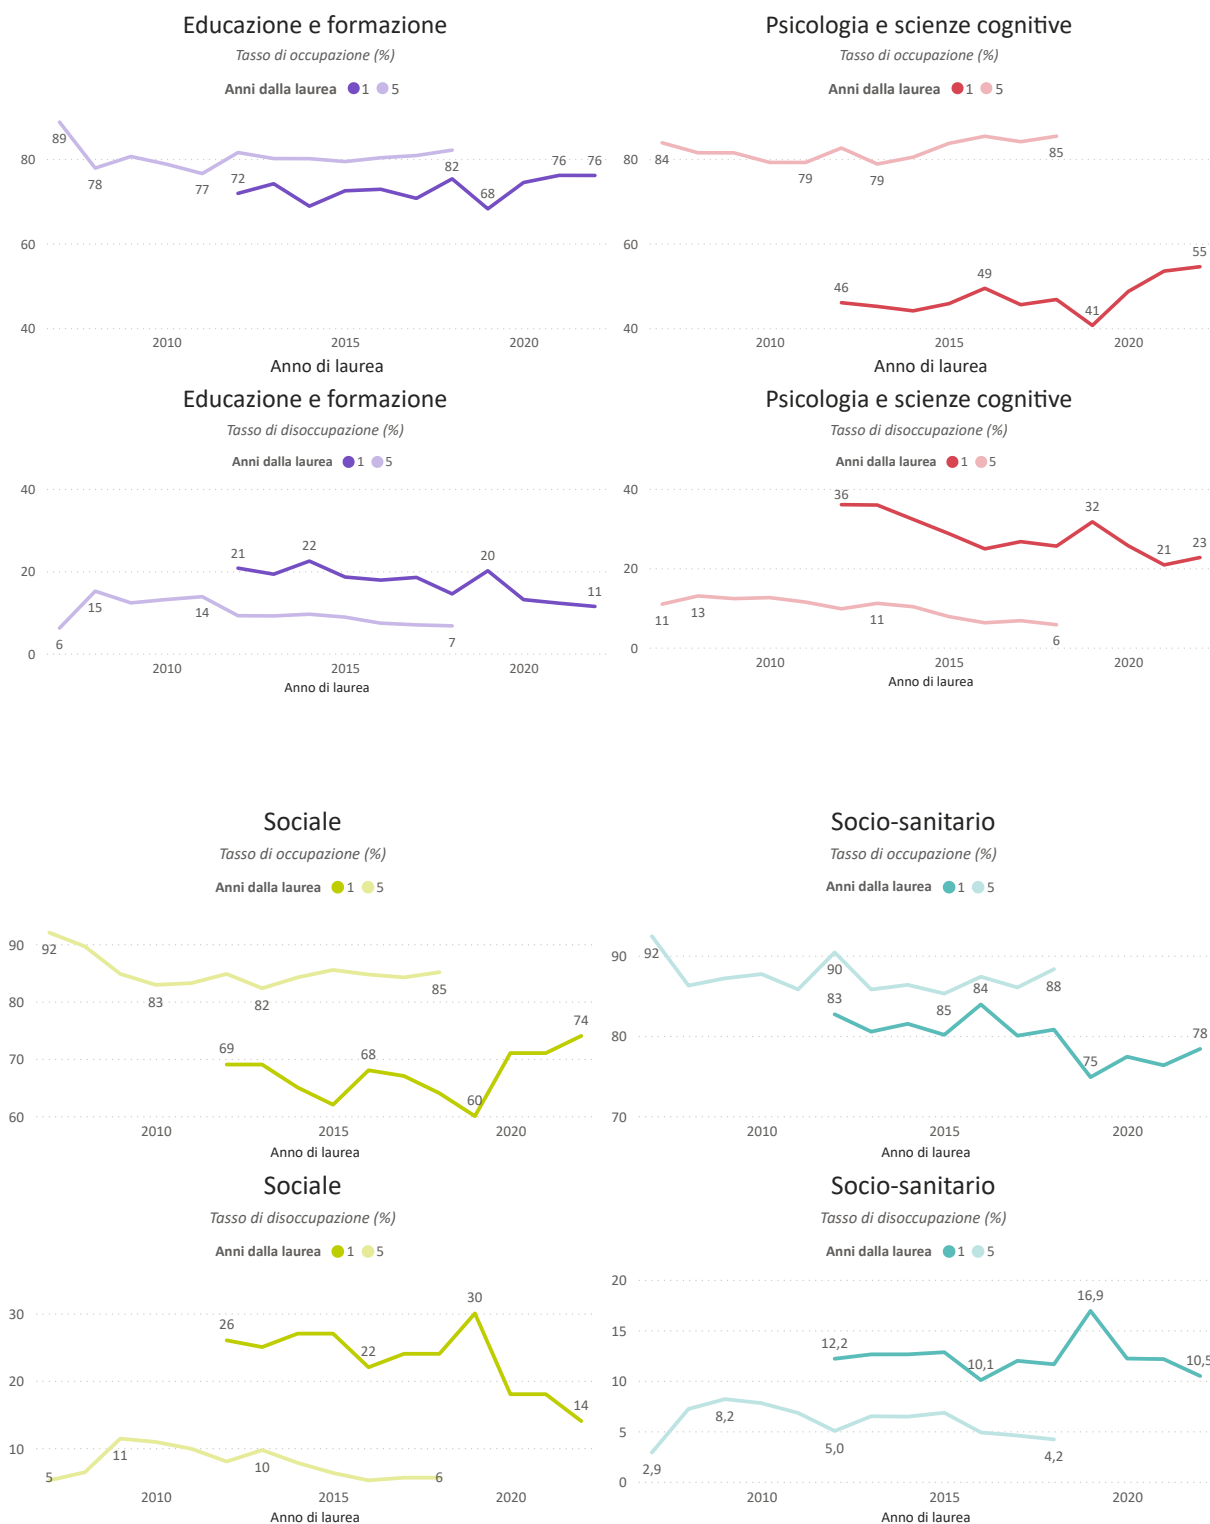 Educazione e formazione
Tasso di occupazione (%)
Anni dalla laurea 1 5
89
78
77
72
82
68
76
76
80
60
40
2010 2015 2020
Anno di laurea
Psicologia e scienze cognitive
Tasso di occupazione (%)
Anni dalla laurea 1 5
84
79
79
85
46
49
41
55
80
60
40
2010 2015 2020
Anno di laurea
Educazione e formazione
Tasso di disoccupazione (%)
Anni dalla laurea 1 5
40
20
0
21
22
20
11
6
15
14
7
2010 2015 2020
Anno di laurea
Psicologia e scienze cognitive
Tasso di disoccupazione (%)
Anni dalla laurea 1 5
40
20
0
36
32
21
23
11
13
11
6
2010 2015 2020
Anno di laurea
Sociale
Tasso di occupazione (%)
Anni dalla laurea 1 5
90
80
70
60
92
83
82
85
69
68
60
74
2010 2015 2020
Anno di laurea
Socio-sanitario
Tasso di occupazione (%)
Anni dalla laurea 1 5
90
80
70
92
90
83
85
84
88
75
78
2010 2015 2020
Anno di laurea
Sociale
Tasso di disoccupazione (%)
Anni dalla laurea 1 5
30
20
10
26
22
30
14
5
11
10
6
2010 2015 2020
Anno di laurea
Socio-sanitario
Tasso di disoccupazione (%)
Anni dalla laurea 1 5
20
15
10
5
0
12,2
10,1
16,9
10,5
2,9
8,2
5,0
4,2
2010 2015 2020
Anno di laurea